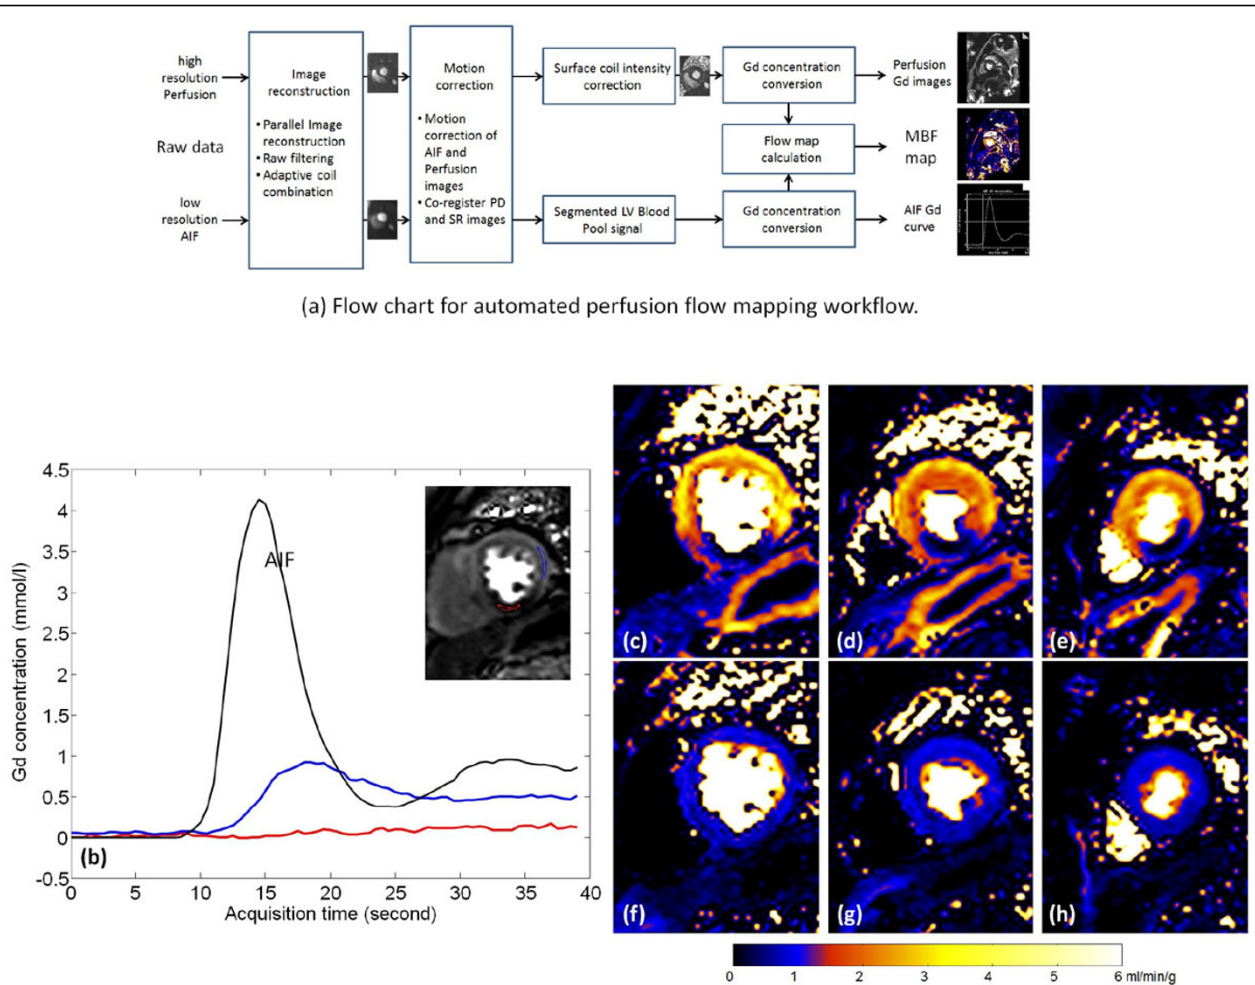 high
resolution
Perfusion
Raw data
low
resolution
AIF
Image
reconstruction
• Parallel Image
reconstruction
• Raw filtering
• Adaptive coil
combination
Motion
correction
• Motion
correction of
AIF and
Perfusion
images
• Co-register PD
and SR images
Surface coil intensity
correction
Segmented LV Blood
Pool signal
Gd concentration
conversion
Flow map
calculation
Gd concentration
conversion
Perfusion
Gd images
MBF
map
AIF Gd
curve
(a) Flow chart for automated perfusion flow mapping workflow.
4.5
4
3.5
3
2.5
2
1.5
1
0.5
0
-0.5
Gd concentration (mmol/l)
AIF
(b)
0 5 10 15 20 25 30 35 40
Acquisition time (second)
(c) (d) (e)
(f) (g) (h)
0 1 2 3 4 5 6 ml/min/g